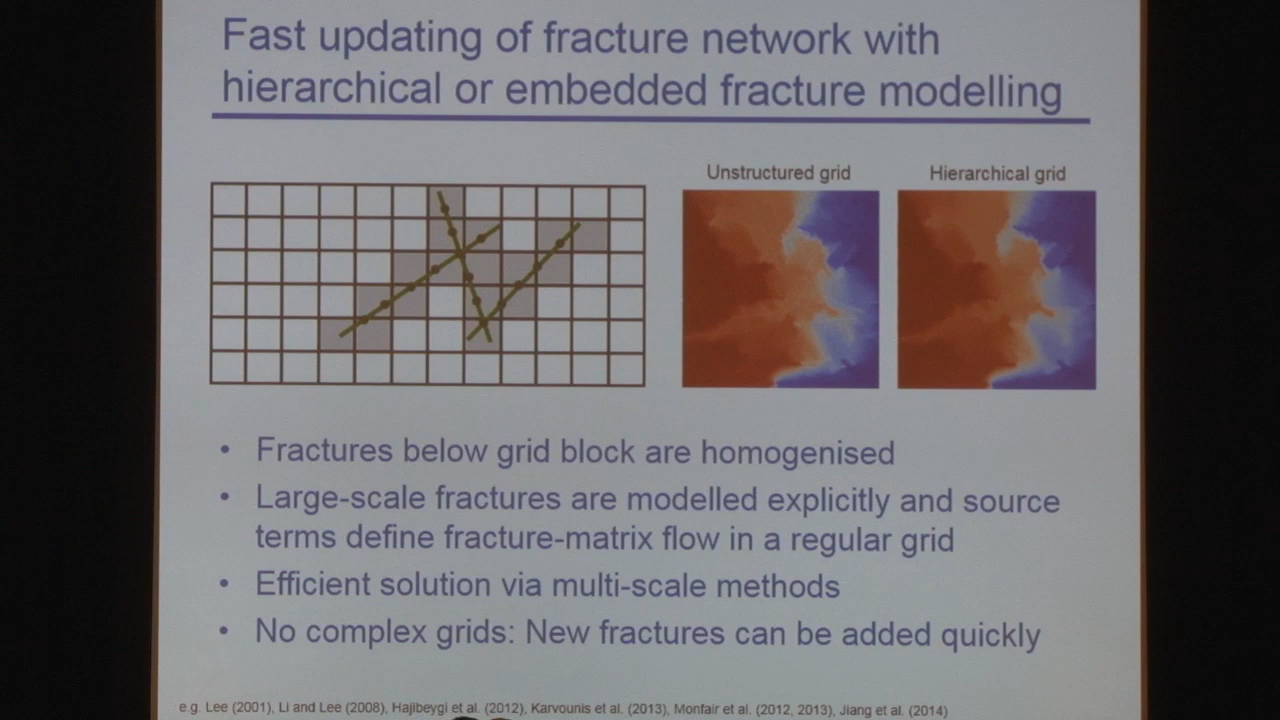 Fast updating of fracture network with
hierarchical or embedded fracture modelling
Unstructured grid
Hierarchical grid
• Fractures below grid block are homogenised
• Large-scale fractures are modelled explicitly and source
terms define fracture-matrix flow in a regular grid
• Efficient solution via multi-scale methods
• No complex grids: New fractures can be added quickly
e.g. Lee (2001), Li and Lee (2008), Hajibeygi et al. (2012), Karvounis et al. (2013), Monfair et al. (2012, 2013), Jiang et al. (2014)